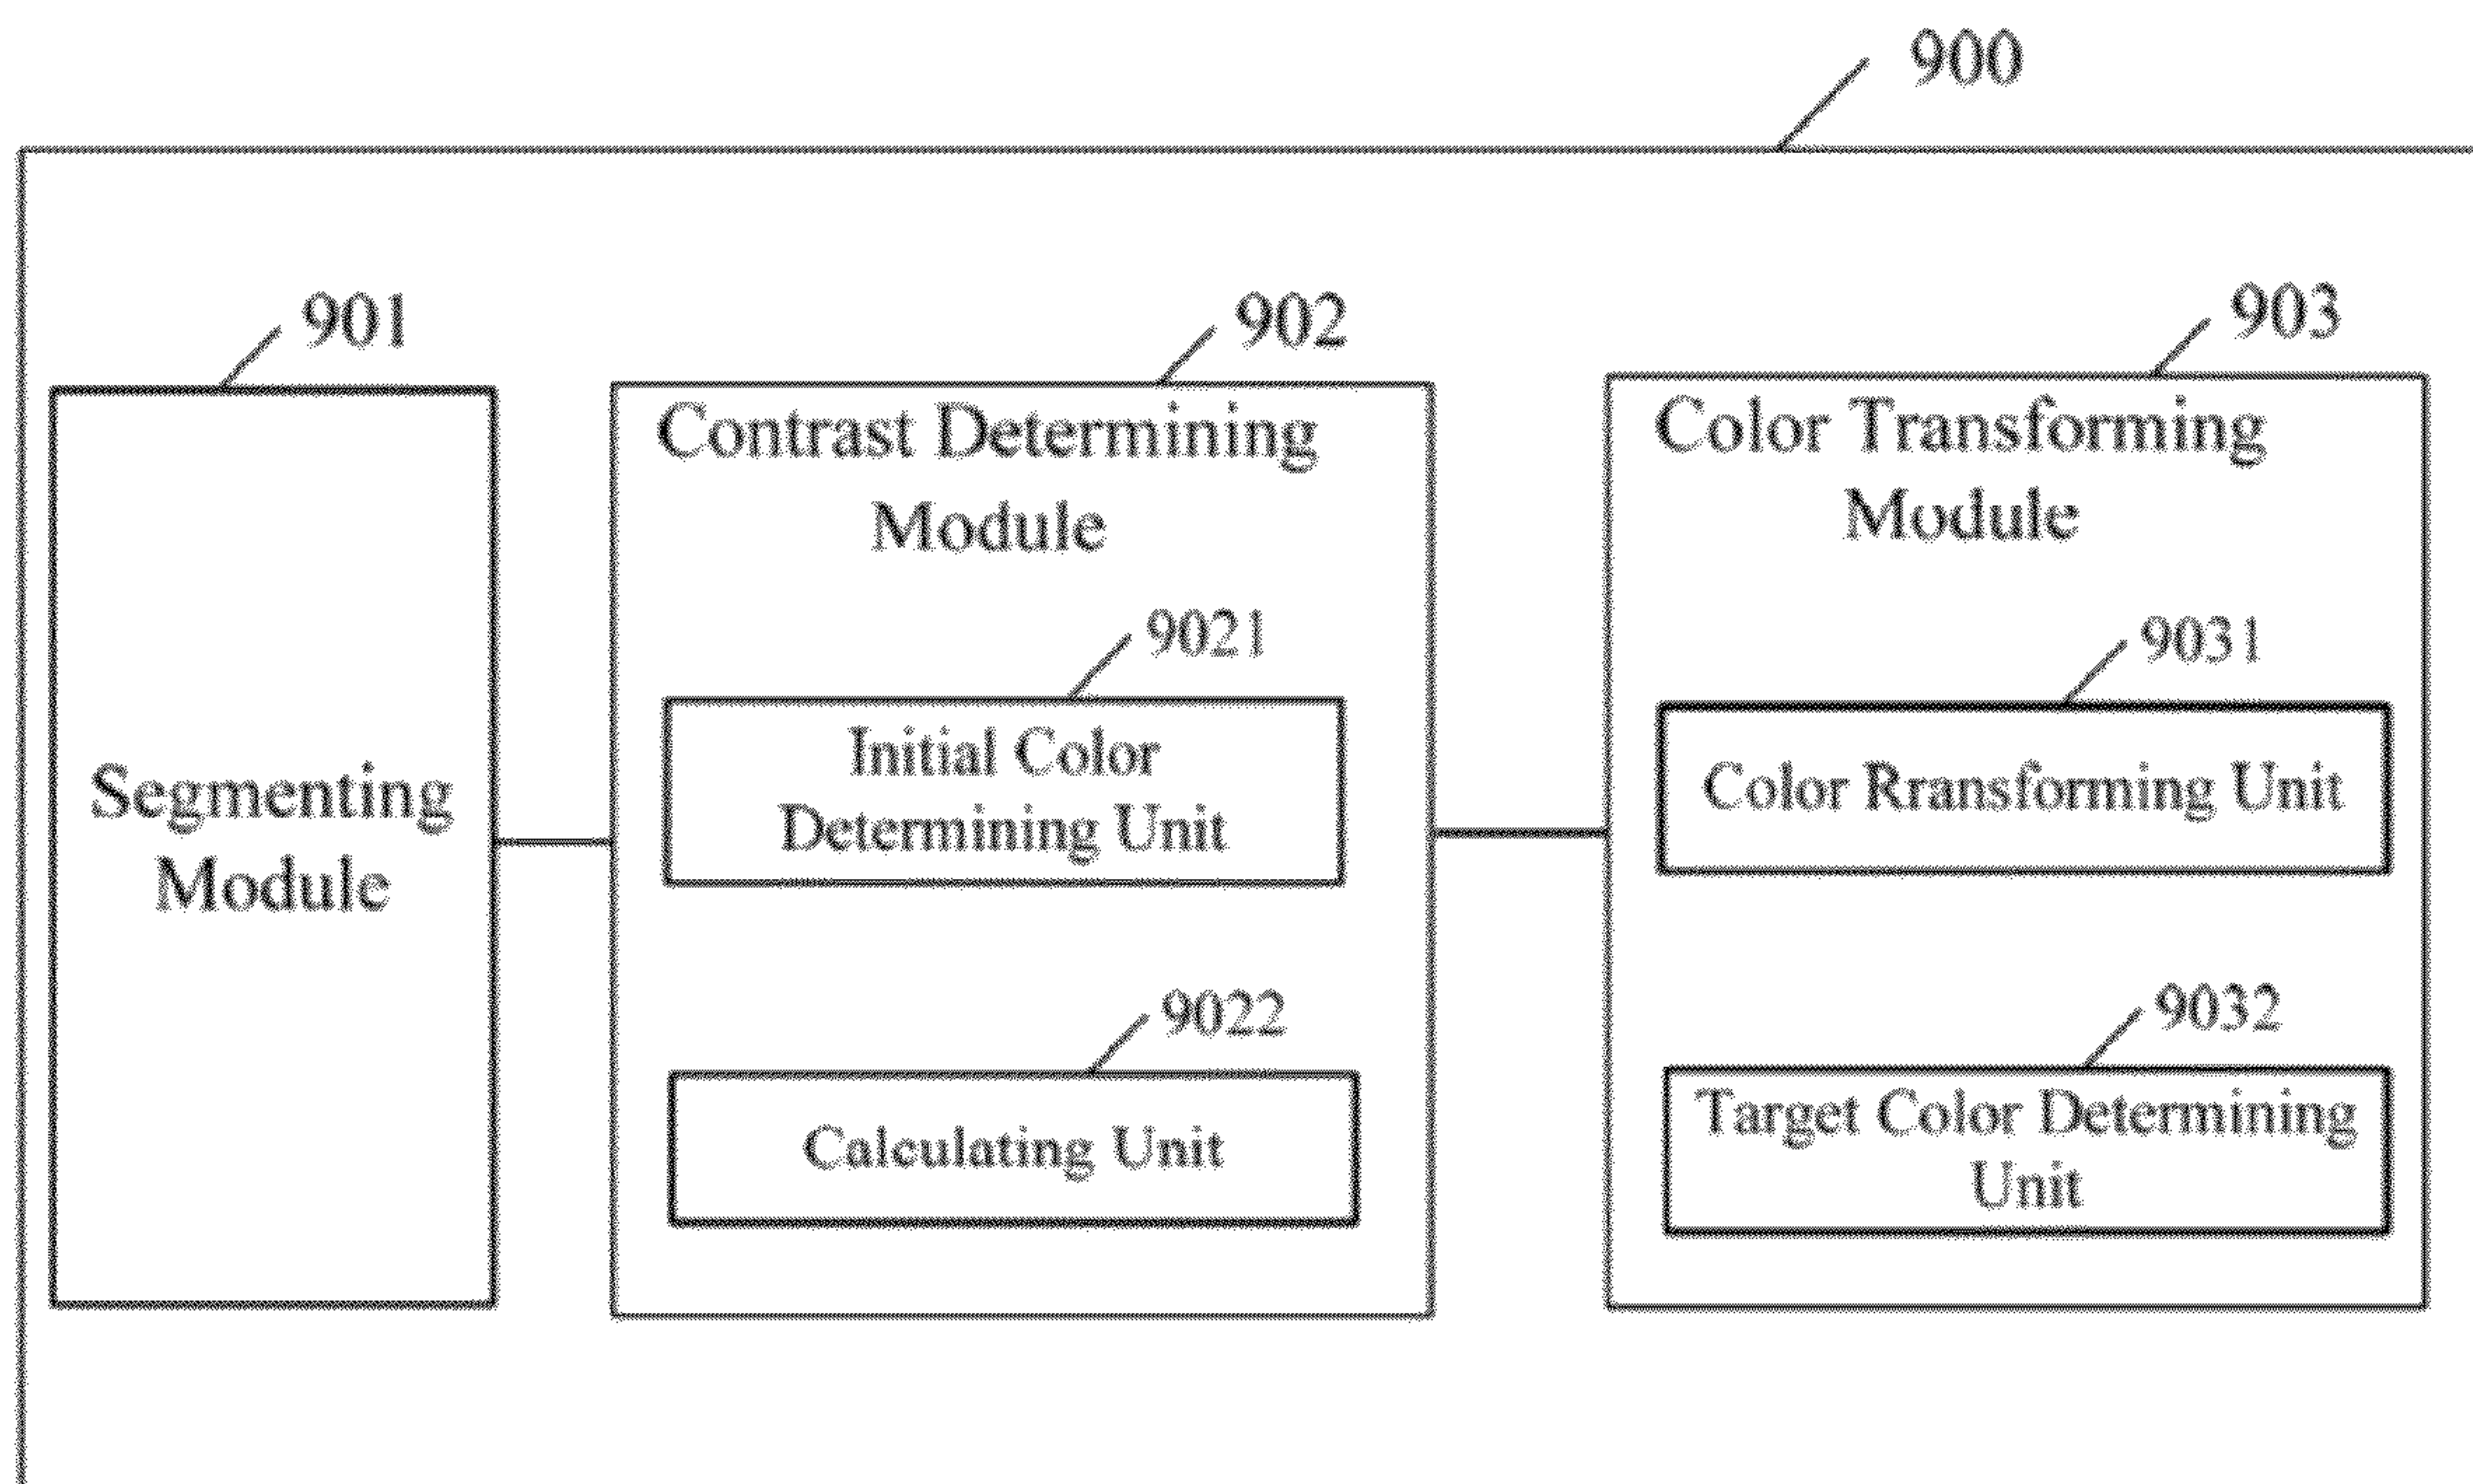 900
901
902
903
Segmenting
Module
Contrast Determining
Module
9021
Initial Color
Determining Unit
9022
Calculating Unit
Color Transforming
Module
9031
Color Rransforming Unit
9032
Target Color Determining
Unit